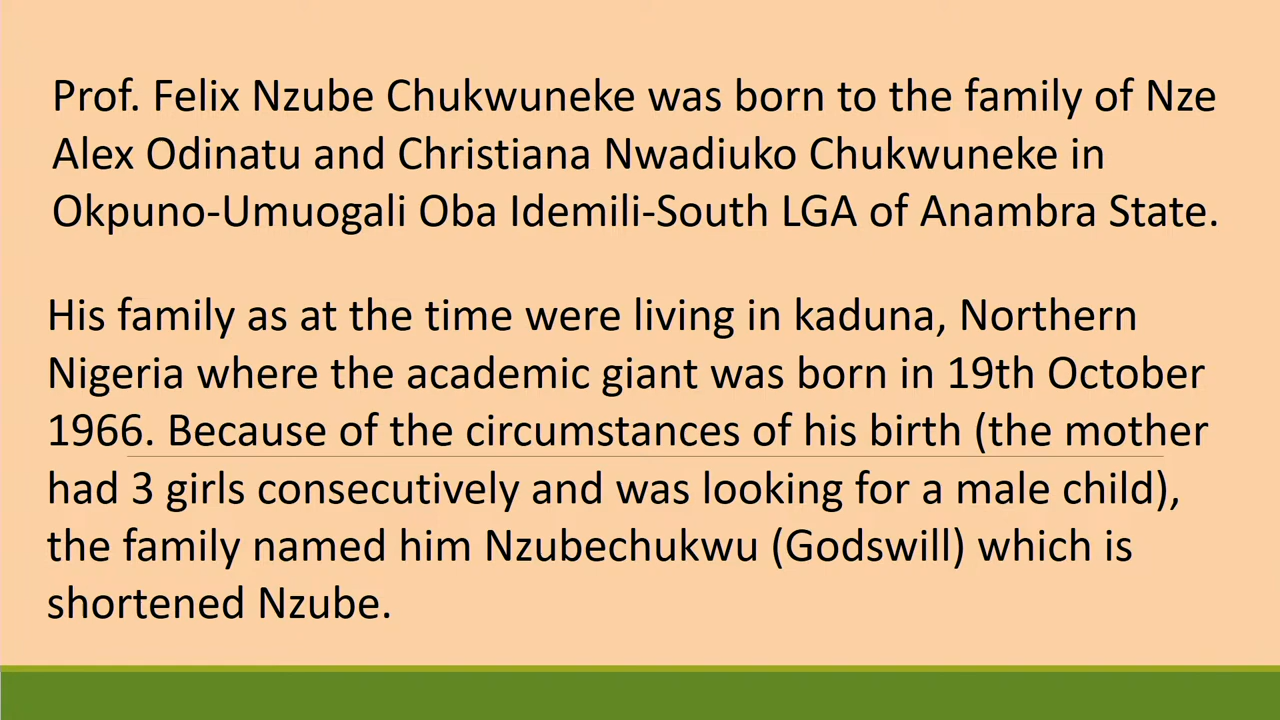 Prof. Felix Nzube Chukwuneke was born to the family of Nze
Alex Odinatu and Christiana Nwadiuko Chukwuneke in
Okpuno-Umuogali Oba Idemili-South LGA of Anambra State.
His family as at the time were living in kaduna, Northern
Nigeria where the academic giant was born in 19th October
1966. Because of the circumstances of his birth (the mother
had 3 girls consecutively and was looking for a male child),
the family named him Nzubechukwu (Godswill) which is
shortened Nzube.